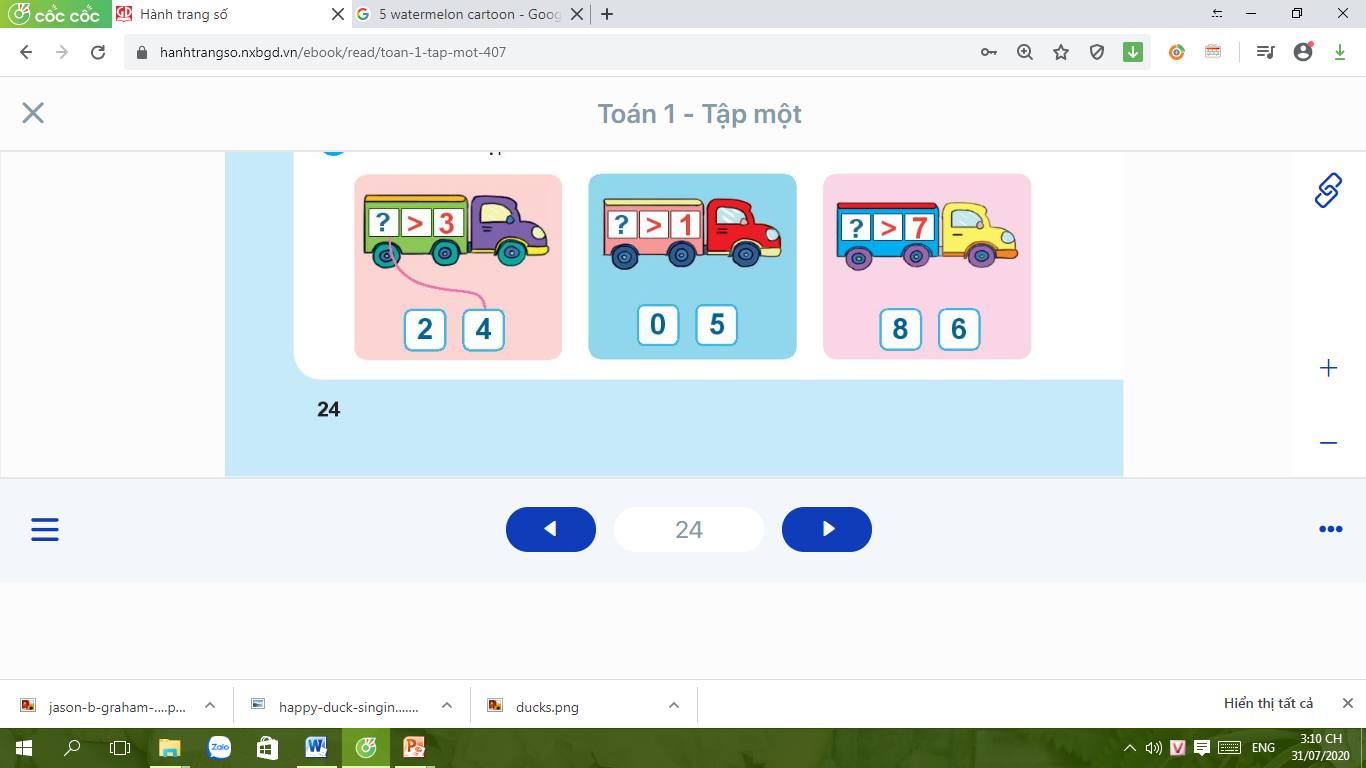 cốc cốc
Hành trang số
5 watermelon cartoon - Goog
hanhtrangso.nxbgd.vn/ebook/read/toan-1-tap-mot-407
Toán 1 - Tập một
? > 3
? > 1
? > 7
2 4
0 5
8 6
24
24
jason-b-graham-....p...
happy-duck-singin.......
ducks.png
Hiển thị tất cả
Zalo
ENG
3:10 CH
31/07/2020